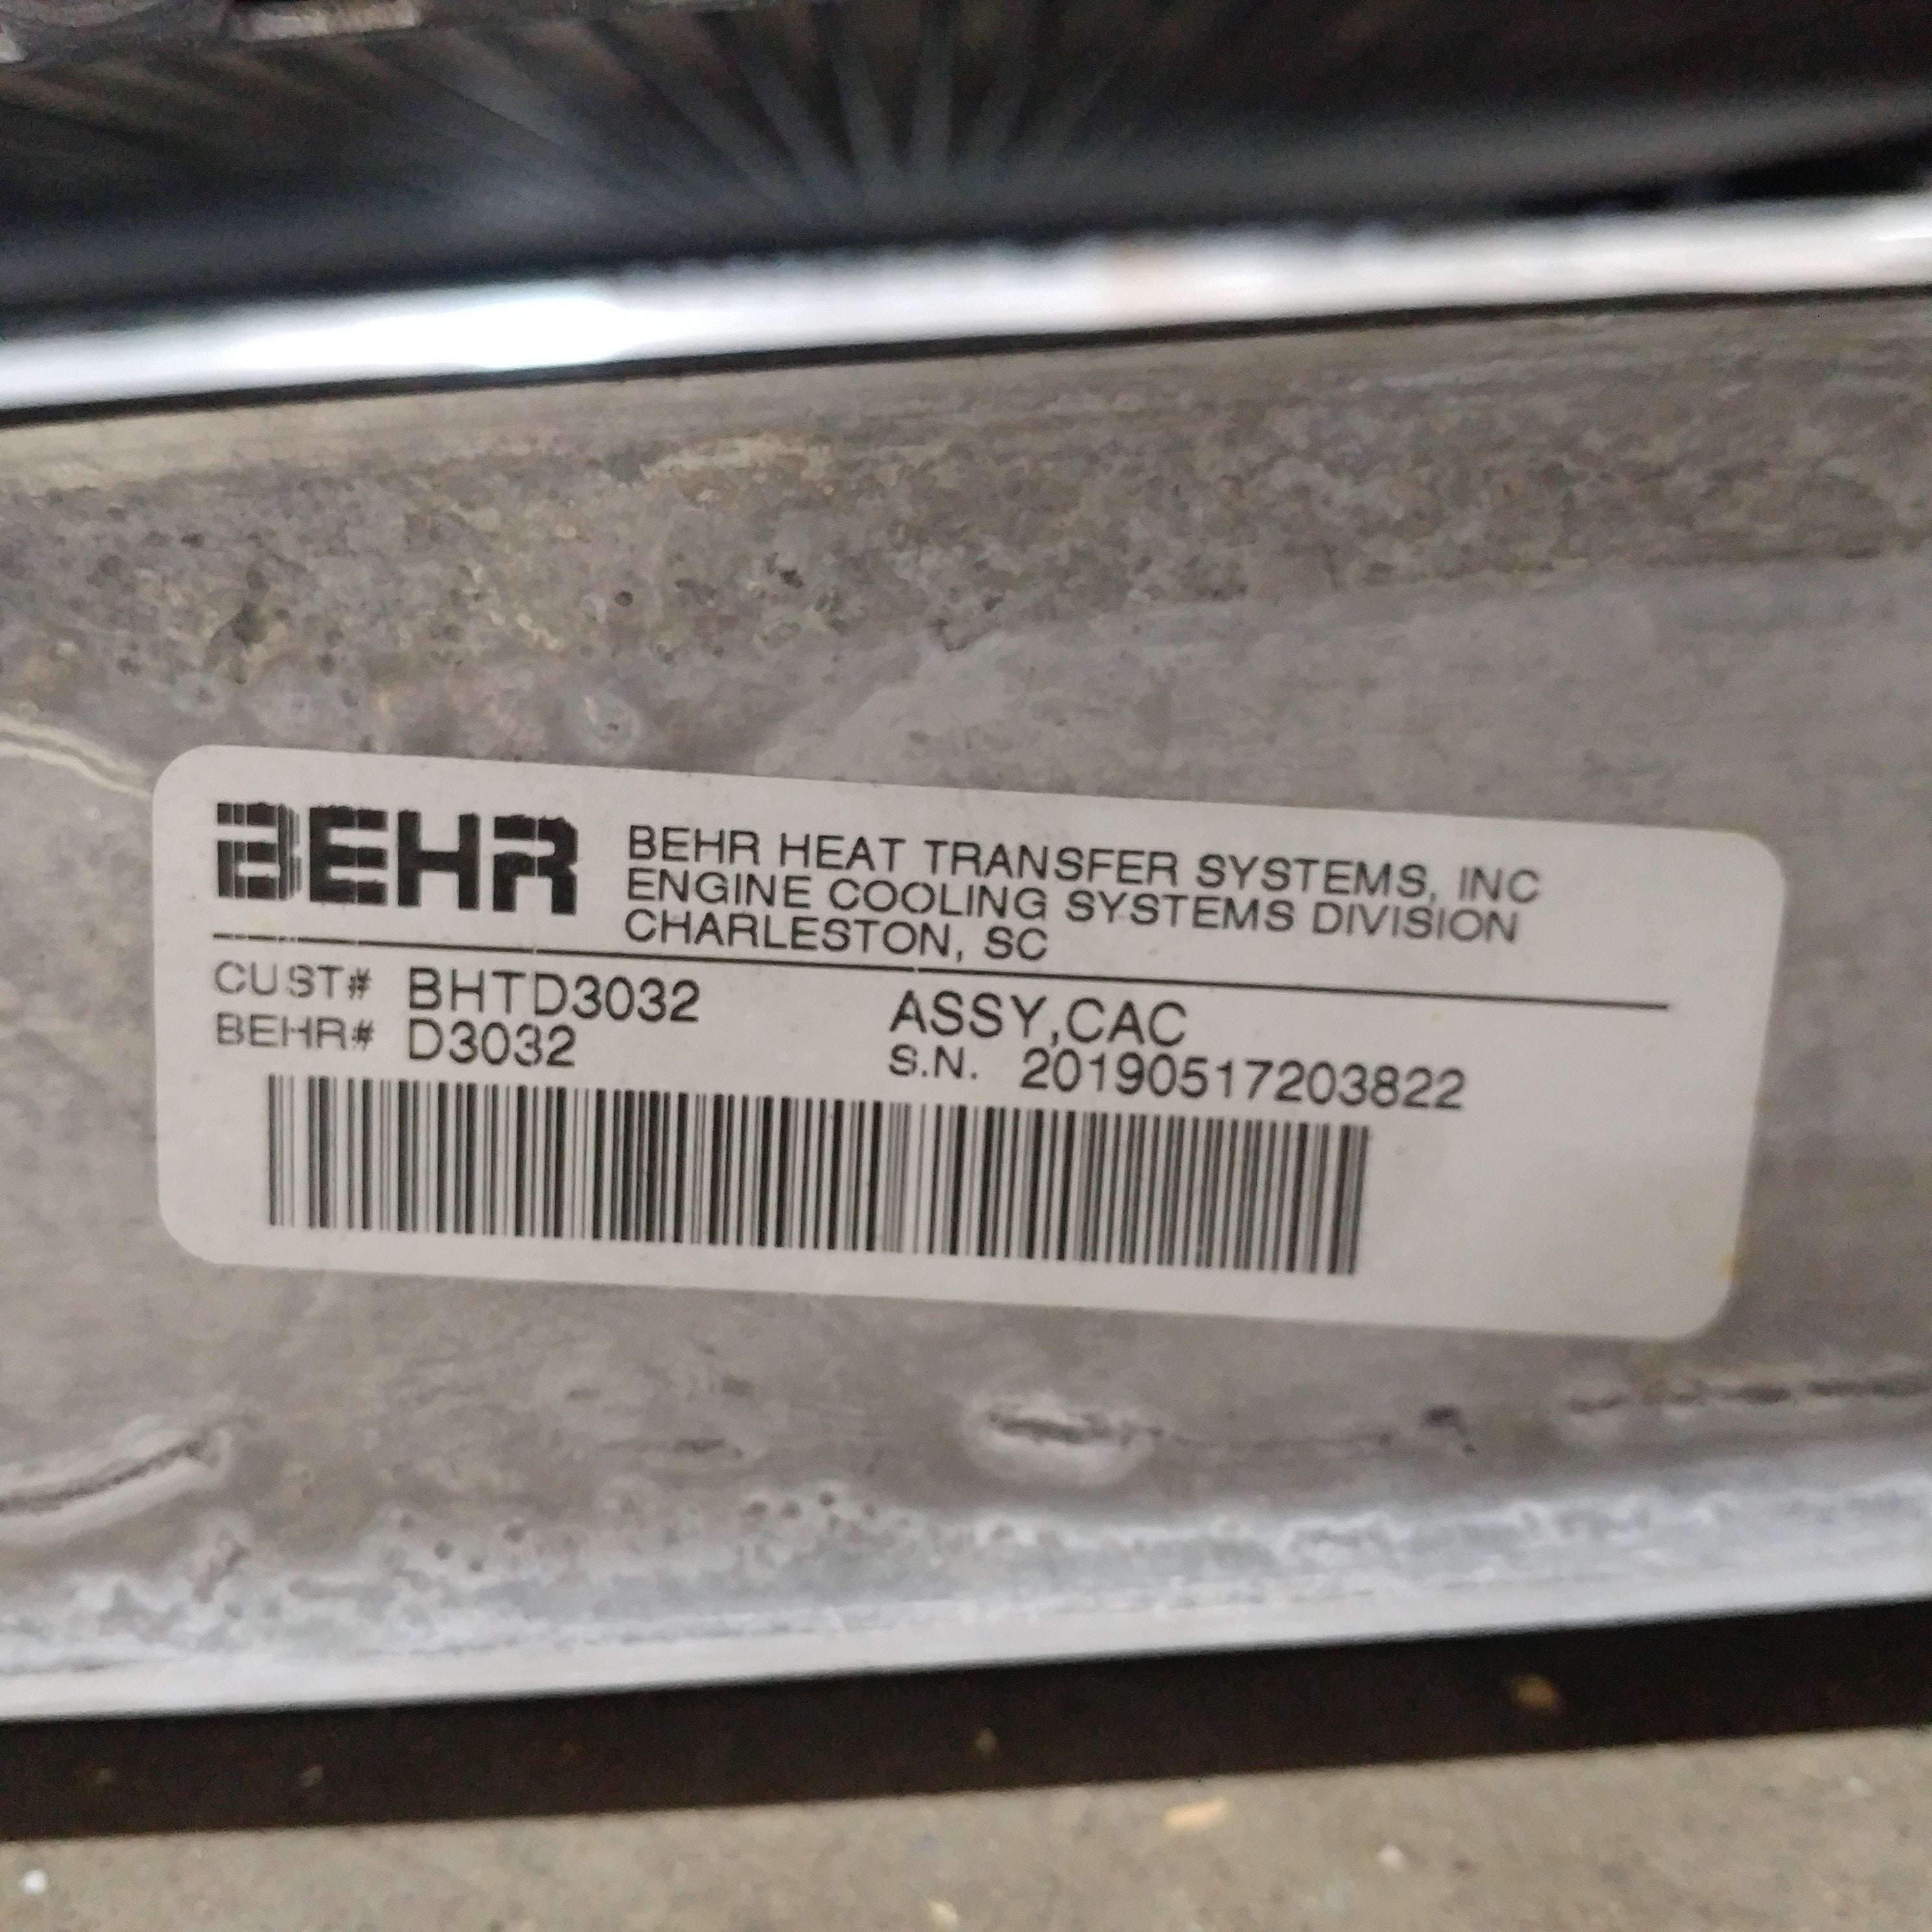 BEHR
BEHR HEAT TRANSFER SYSTEMS, INC
ENGINE COOLING SYSTEMS DIVISION
CHARLESTON, SC
CUST# BHTD3032
ASSY,CAC
BEHR# D3032
S.N. 20190517203822